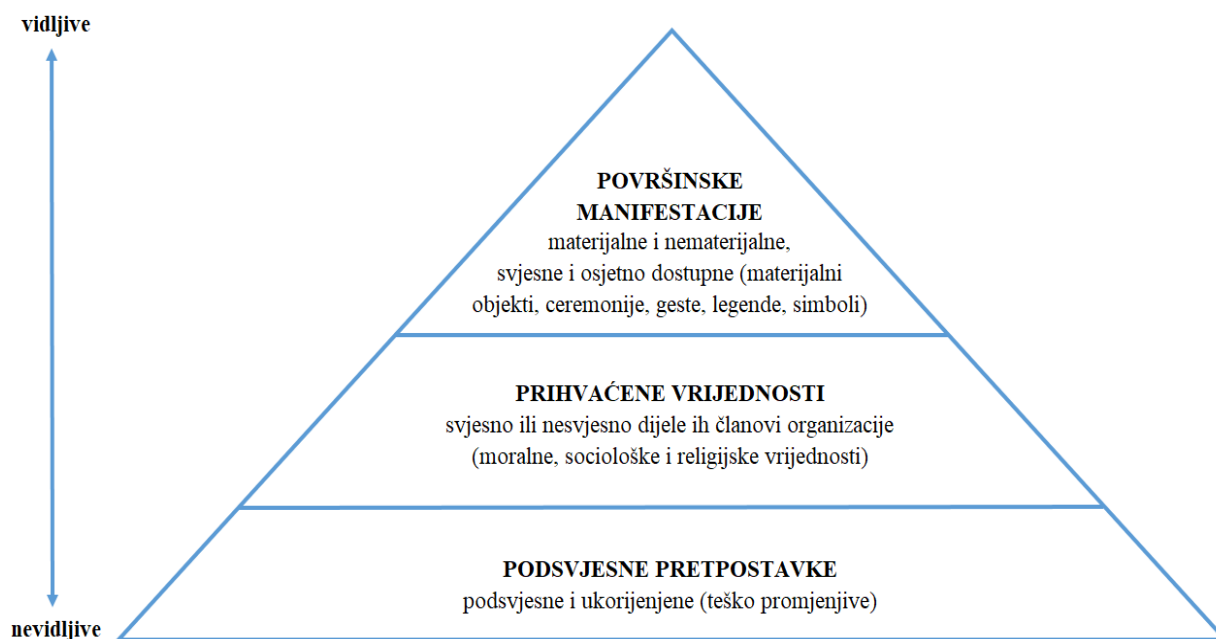 vidljive
POVRŠINSKE
MANIFESTACIJE
materijalne i nematerijalne,
svjesne i osjetno dostupne (materijalni
objekti, ceremonije, geste, legende, simboli)
PRIHVAĆENE VRIJEDNOSTI
svjesno ili nesvjesno dijele ih članovi organizacije
(moralne, sociološke i religijske vrijednosti)
PODSVJESNE PRETPOSTAVKE
podsvjesne i ukorijenjene (teško promjenjive)
nevidljive